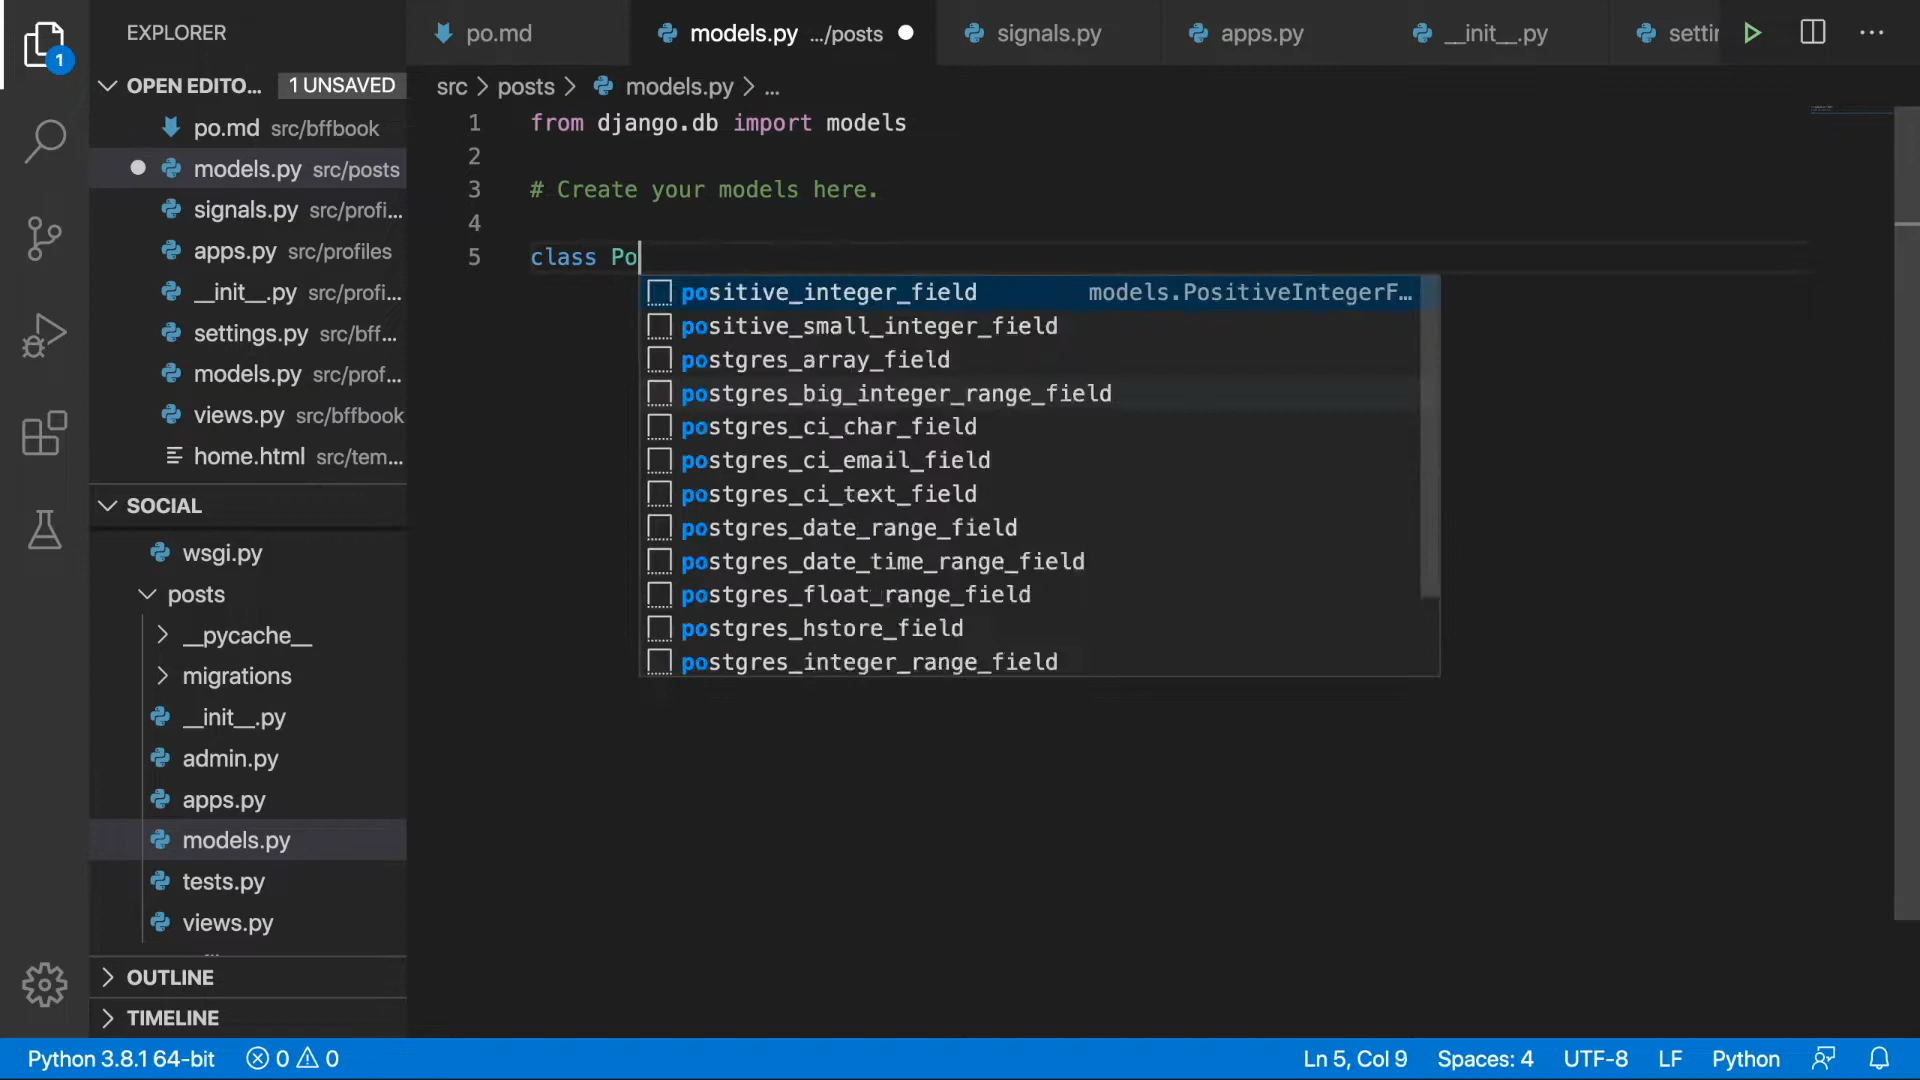 EXPLORER
OPEN EDITO... 1 UNSAVED
po.md src/bffbook
models.py src/posts
signals.py src/profi...
apps.py src/profiles
__init__.py src/profi...
settings.py src/bff...
models.py src/prof...
views.py src/bffbook
home.html src/tem...
SOCIAL
wsgi.py
posts
__pycache__
migrations
__init__.py
admin.py
apps.py
models.py
tests.py
views.py
OUTLINE
TIMELINE
1
po.md
models.py .../posts
signals.py
apps.py
__init__.py
settin
src > posts > models.py > ...
1 from django.db import models
2
3 # Create your models here.
4
5 class Po
positive_integer_field models.PositiveIntegerF...
positive_small_integer_field
postgres_array_field
postgres_big_integer_range_field
postgres_ci_char_field
postgres_ci_email_field
postgres_ci_text_field
postgres_date_range_field
postgres_date_time_range_field
postgres_float_range_field
postgres_hstore_field
postgres_integer_range_field
Python 3.8.1 64-bit 0 0 Ln 5, Col 9 Spaces: 4 UTF-8 LF Python